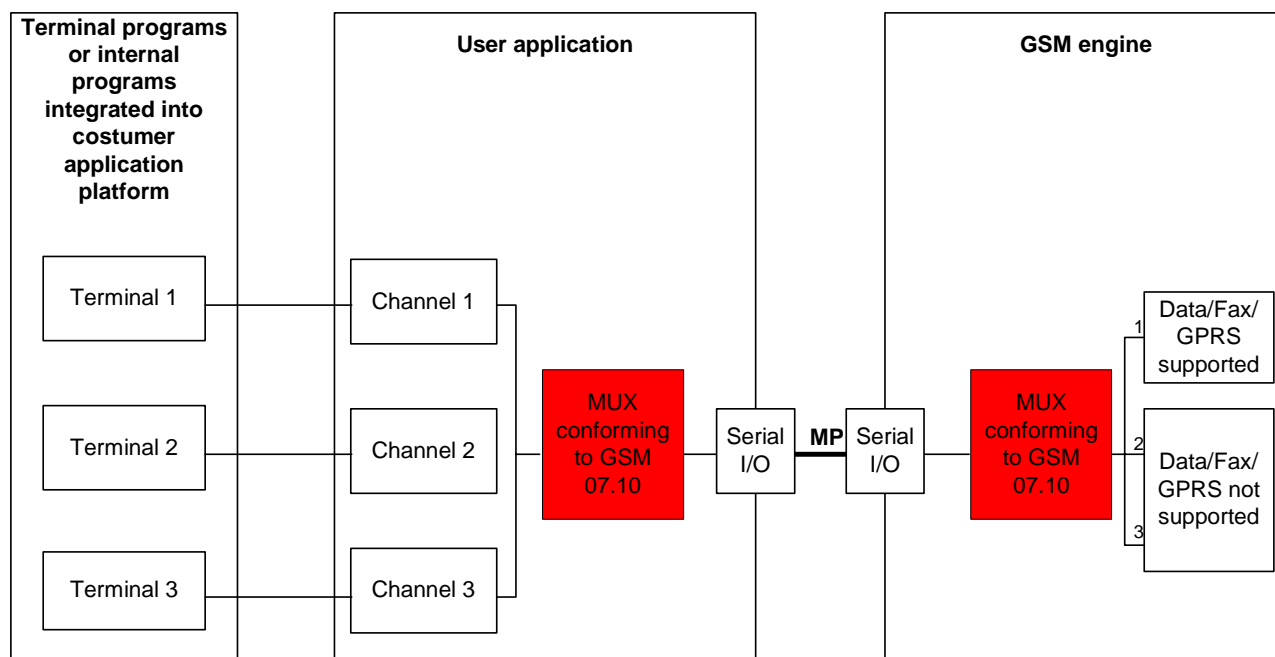 Terminal programs
or internal
programs
integrated into
costumer
application
platform
User application
GSM engine
Terminal 1
Channel 1
1
Data/Fax/
GPRS
supported
MUX
conforming
to GSM
07.10
MUX
conforming
to GSM
07.10
Terminal 2
Channel 2
Serial
I/O
MP
Serial
I/O
2
Data/Fax/
GPRS not
supported
3
Terminal 3
Channel 3